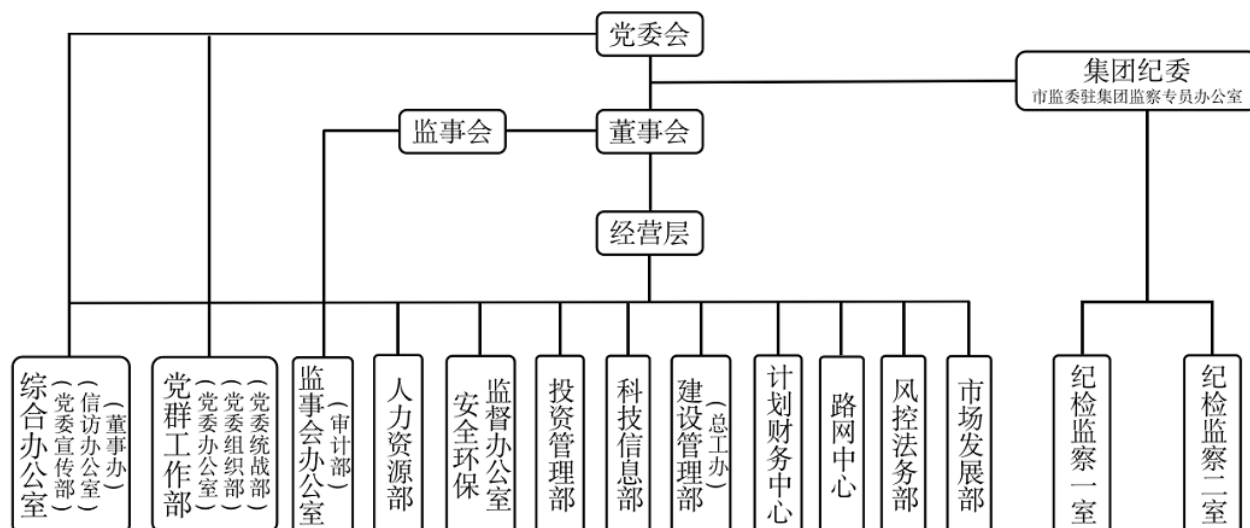 党委会
集团纪委
市监委驻集团监察专员办公室
监事会
董事会
经营层
综合办公室
(党委宣传部)
(信访办公室)
(董事办)
党群工作部
(党委办公室)
(党委组织部)
(党委统战部)
监事会办公室
(审计部)
人力资源部
安全环保
监督办公室
投资管理部
科技信息部
建设管理部
(总工办)
计划财务中心
路网中心
风控法务部
市场发展部
纪检监察一室
纪检监察二室